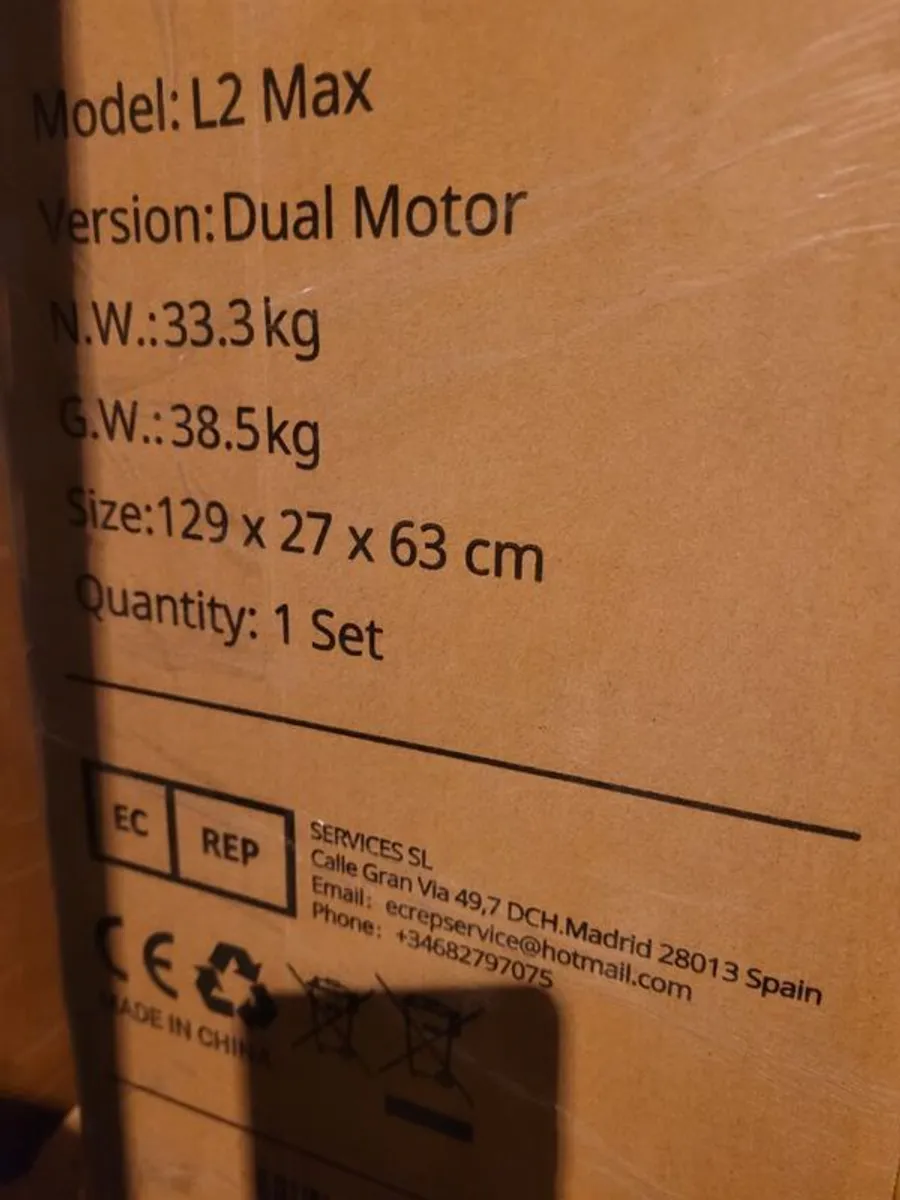 Model: L2 Max
Version: Dual Motor
N.W.: 33.3 kg
G.W.: 38.5kg
Size:129 x 27 x 63 cm
Quantity: 1 Set
EC REP
SERVICES SL
Calle Gran Via 49,7 DCH.Madrid 28013 Spain
Email: ecrepservice@hotmail.com
Phone: +34682797075
CE
MADE IN CHINA